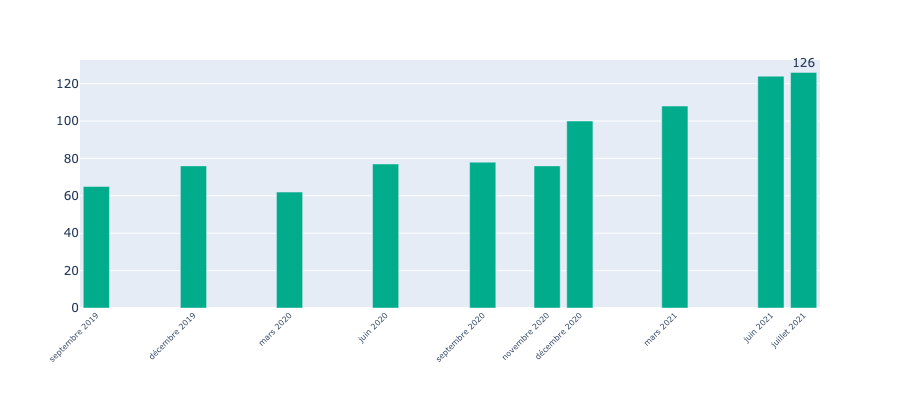 126
120
100
80
60
40
20
0
septembre 2019
décembre 2019
mars 2020
juin 2020
septembre 2020
novembre 2020
décembre 2020
mars 2021
juin 2021
juillet 2021